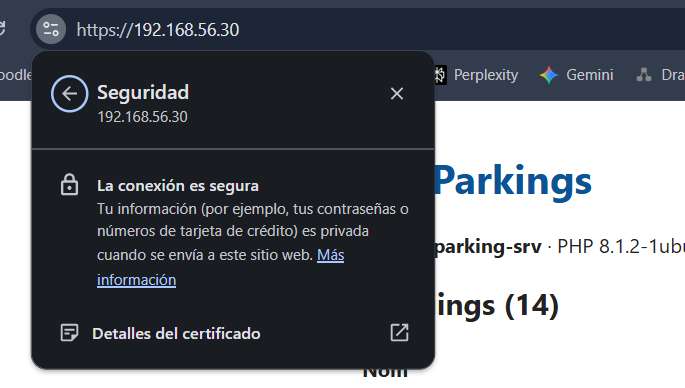 https://192.168.56.30
Perplexity
Gemini
Seguridad
192.168.56.30
La conexión es segura
Tu información (por ejemplo, tus contraseñas o
números de tarjeta de crédito) es privada
cuando se envía a este sitio web. Más
información
Detalles del certificado
Parkings
parking-srv · PHP 8.1.2-1ubu
ings (14)
Nom